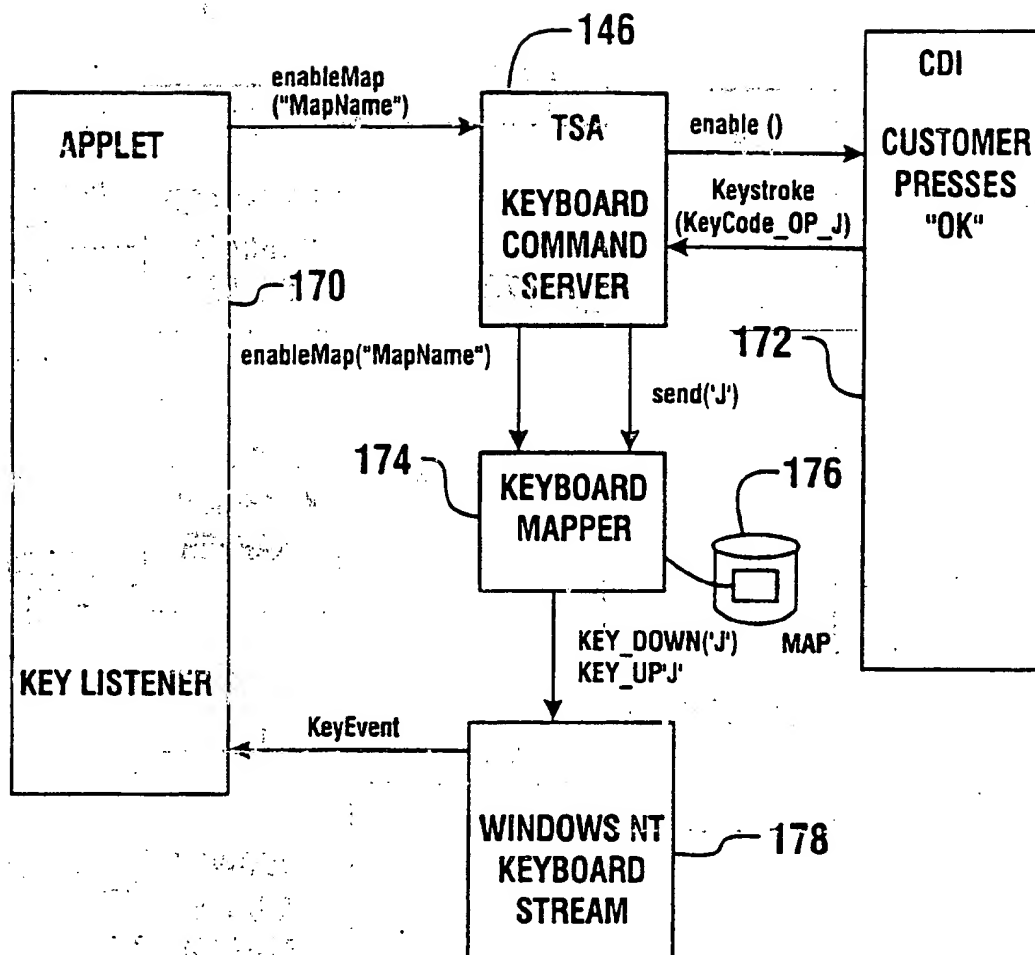 146
CDI
CUSTOMER
PRESSES
"OK"
enableMap
("MapName")
APPLET
TSA
KEYBOARD
COMMAND
SERVER
enable ()
Keystroke
(KeyCode_OP_J)
170
172
enableMap("MapName")
send('J')
174
KEYBOARD
MAPPER
176
MAP
KEY_DOWN('J')
KEY_UP'J'
KEY LISTENER
KeyEvent
WINDOWS NT
KEYBOARD
STREAM
178